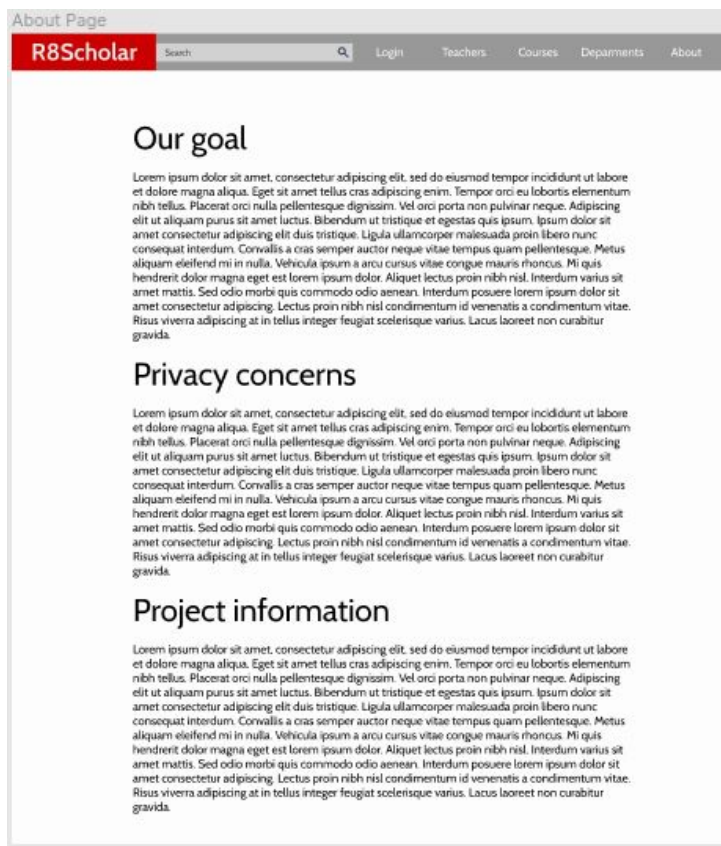 About Page
R8Scholar
Search
Login
Teachers
Courses
Deparments
About
Our goal
Lorem ipsum dolor sit amet, consectetur adipiscing elit, sed do eiusmod tempor incididunt ut labore
et dolore magna aliqua. Eget sit amet tellus cras adipiscing enim. Tempor orci eu lobortis elementum
nibh tellus. Placerat orci nulla pellentesque dignissim. Vel orci porta non pulvinar neque. Adipiscing
elit ut aliquam purus sit amet luctus. Bibendum ut tristique et egestas quis ipsum. Ipsum dolor sit
amet consectetur adipiscing elit duis tristique. Ligula ullamcorper malesuada proin libero nunc
consequat interdum. Convallis a cras semper auctor neque vitae tempus quam pellentesque. Metus
aliquam eleifend mi in nulla. Vehicula ipsum a arcu cursus vitae congue mauris rhoncus. Mi quis
hendrerit dolor magna eget est lorem ipsum dolor. Aliquet lectus proin nibh nisl. Interdum varius sit
amet mattis. Sed odio morbi quis commodo odio aenean. Interdum posuere lorem ipsum dolor sit
amet consectetur adipiscing. Lectus proin nibh nisl condimentum id venenatis a condimentum vitae.
Risus viverra adipiscing at in tellus integer feugiat scelerisque varius. Lacus laoreet non curabitur
gravida.
Privacy concerns
Lorem ipsum dolor sit amet, consectetur adipiscing elit, sed do eiusmod tempor incididunt ut labore
et dolore magna aliqua. Eget sit amet tellus cras adipiscing enim. Tempor orci eu lobortis elementum
nibh tellus. Placerat orci nulla pellentesque dignissim. Vel orci porta non pulvinar neque. Adipiscing
elit ut aliquam purus sit amet luctus. Bibendum ut tristique et egestas quis ipsum. Ipsum dolor sit
amet consectetur adipiscing elit duis tristique. Ligula ullamcorper malesuada proin libero nunc
consequat interdum. Convallis a cras semper auctor neque vitae tempus quam pellentesque. Metus
aliquam eleifend mi in nulla. Vehicula ipsum a arcu cursus vitae congue mauris rhoncus. Mi quis
hendrerit dolor magna eget est lorem ipsum dolor. Aliquet lectus proin nibh nisl. Interdum varius sit
amet mattis. Sed odio morbi quis commodo odio aenean. Interdum posuere lorem ipsum dolor sit
amet consectetur adipiscing. Lectus proin nibh nisl condimentum id venenatis a condimentum vitae.
Risus viverra adipiscing at in tellus integer feugiat scelerisque varius. Lacus laoreet non curabitur
gravida.
Project information
Lorem ipsum dolor sit amet, consectetur adipiscing elit, sed do eiusmod tempor incididunt ut labore
et dolore magna aliqua. Eget sit amet tellus cras adipiscing enim. Tempor orci eu lobortis elementum
nibh tellus. Placerat orci nulla pellentesque dignissim. Vel orci porta non pulvinar neque. Adipiscing
elit ut aliquam purus sit amet luctus. Bibendum ut tristique et egestas quis ipsum. Ipsum dolor sit
amet consectetur adipiscing elit duis tristique. Ligula ullamcorper malesuada proin libero nunc
consequat interdum. Convallis a cras semper auctor neque vitae tempus quam pellentesque. Metus
aliquam eleifend mi in nulla. Vehicula ipsum a arcu cursus vitae congue mauris rhoncus. Mi quis
hendrerit dolor magna eget est lorem ipsum dolor. Aliquet lectus proin nibh nisl. Interdum varius sit
amet mattis. Sed odio morbi quis commodo odio aenean. Interdum posuere lorem ipsum dolor sit
amet consectetur adipiscing. Lectus proin nibh nisl condimentum id venenatis a condimentum vitae.
Risus viverra adipiscing at in tellus integer feugiat scelerisque varius. Lacus laoreet non curabitur
gravida.